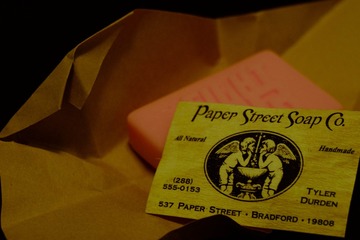 Paper Street Soap Co.
All Natural
Handmade
(288)
555-0153
Tyler
Durden
537 Paper Street • Bradford • 19808